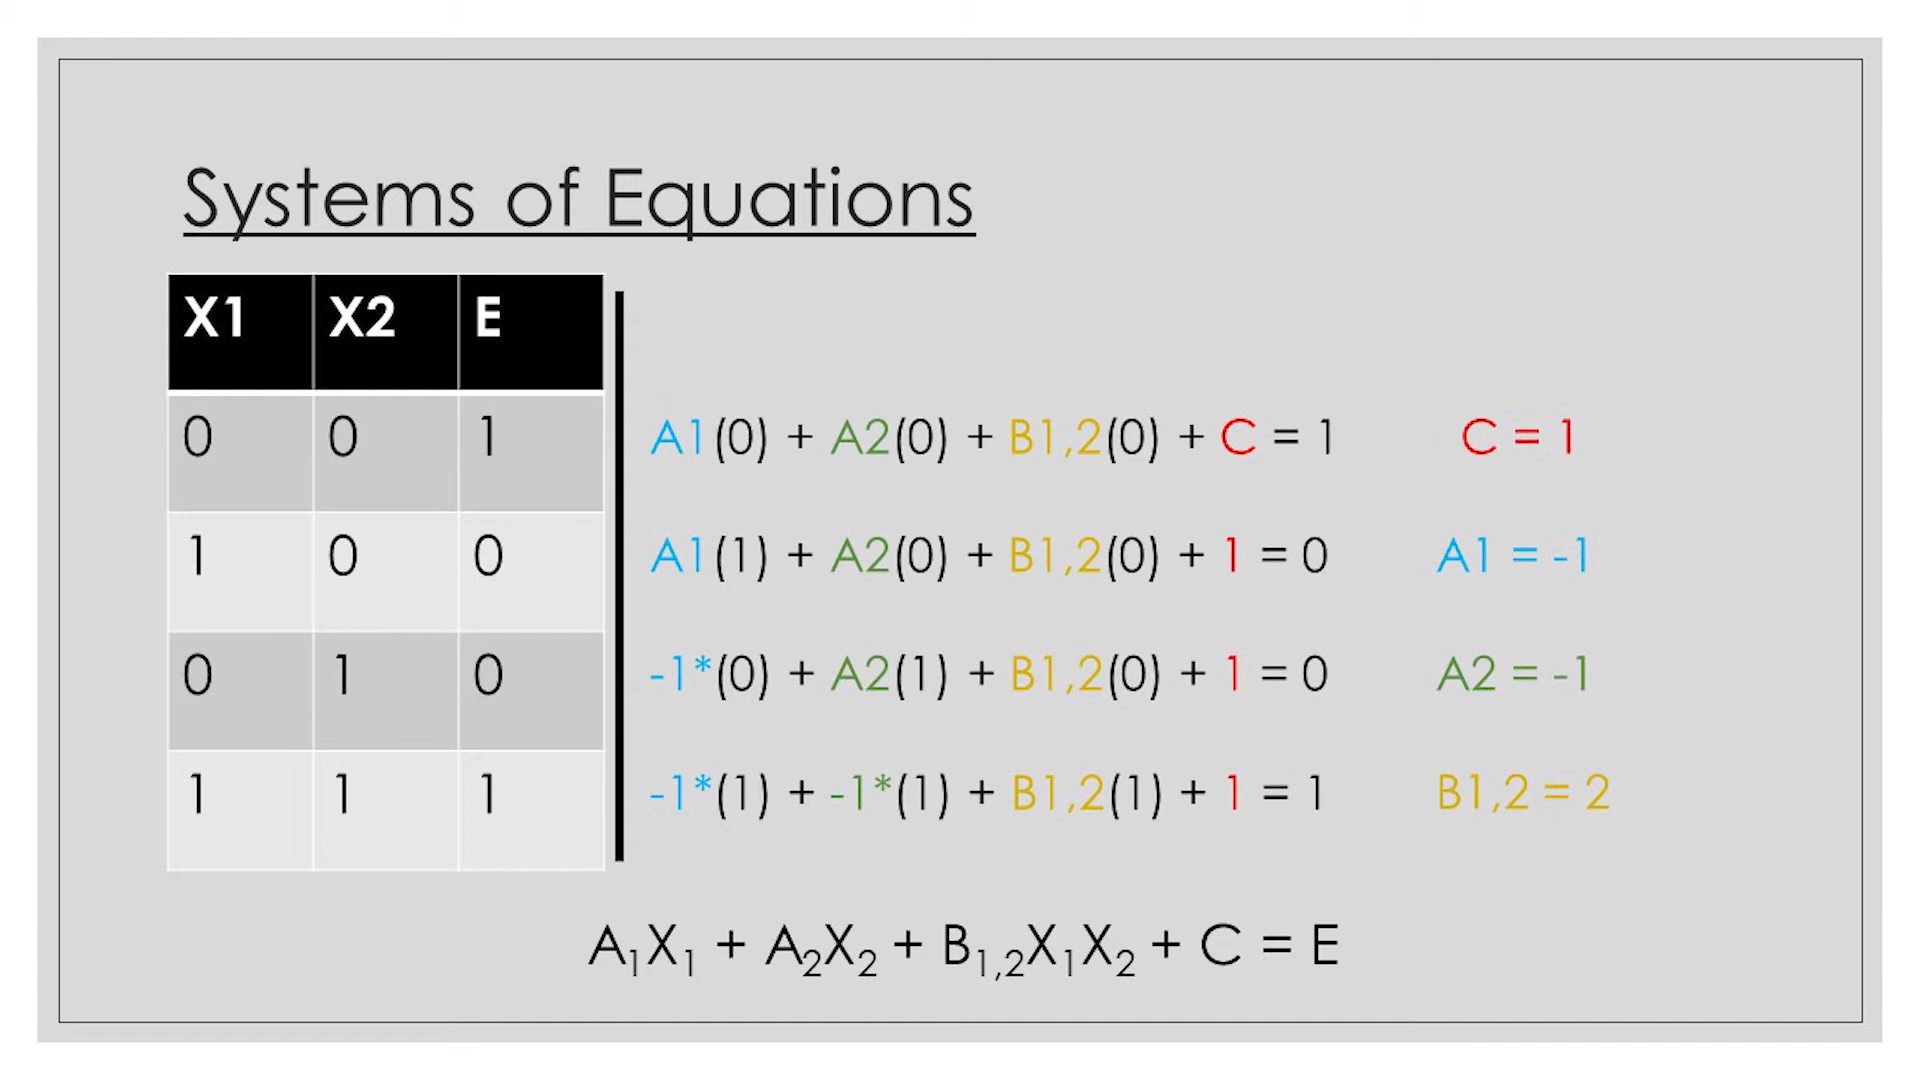 Systems of Equations
X1 X2 E
0 0 1 A1(0) + A2(0) + B1,2(0) + C = 1 C = 1
1 0 0 A1(1) + A2(0) + B1,2(0) + 1 = 0 A1 = -1
0 1 0 -1*(0) + A2(1) + B1,2(0) + 1 = 0 A2 = -1
1 1 1 -1*(1) + -1*(1) + B1,2(1) + 1 = 1 B1,2 = 2
A₁X₁ + A₂X₂ + B₁,₂X₁X₂ + C = E